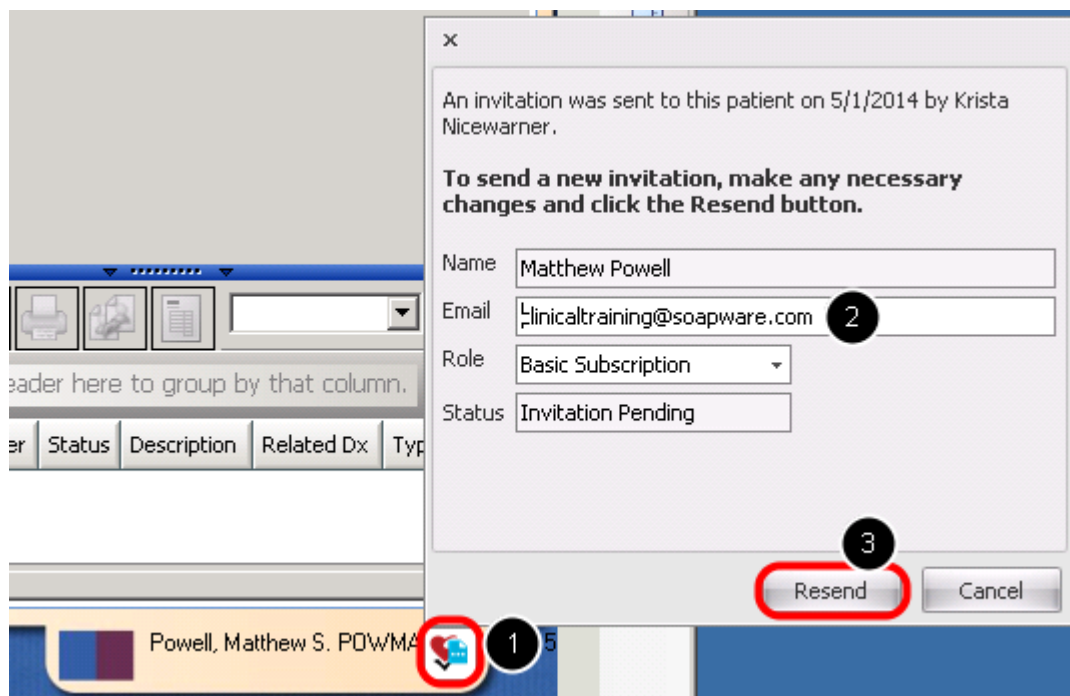 ×
An invitation was sent to this patient on 5/1/2014 by Krista
Nicewarner.
To send a new invitation, make any necessary
changes and click the Resend button.
Name Matthew Powell
Email clinicaltraining@soapware.com 2
Role Basic Subscription
Status Invitation Pending
here to group by that column.
Status Description Related Dx
3
Resend Cancel
Powell, Matthew S. 1 5